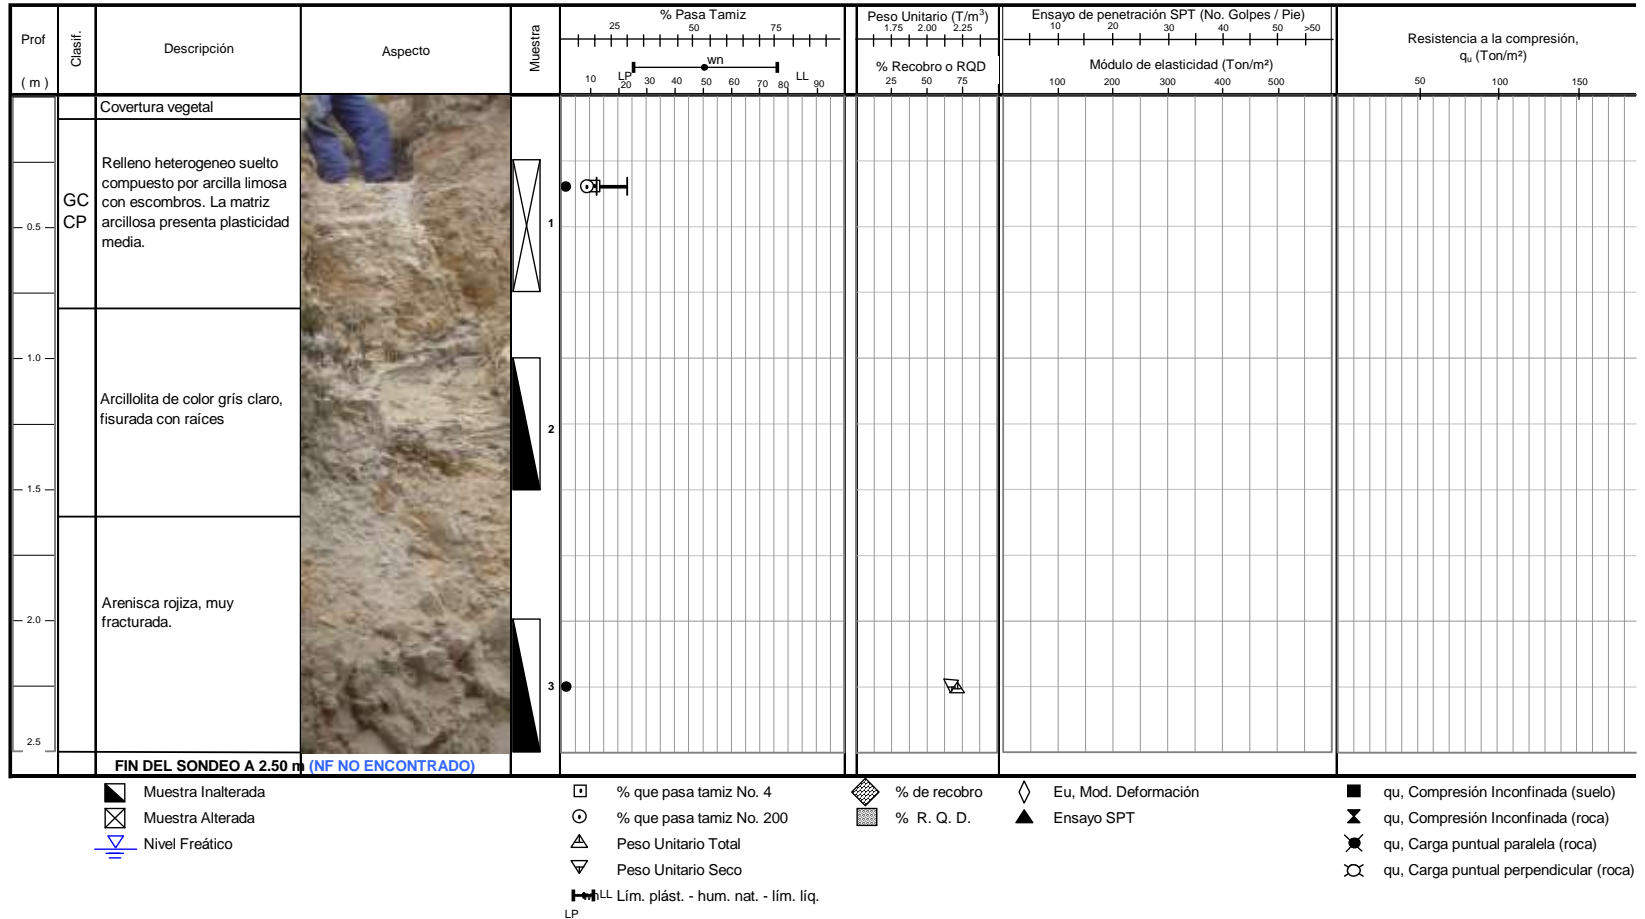 Prof
( m )
Clasif.
Descripción
Aspecto
Muestra
% Pasa Tamiz
25 50 75
wn
LP LL
10 20 30 40 50 60 70 80 90
Peso Unitario (T/m³)
1.75 2.00 2.25
% Recobro o RQD
25 50 75
Ensayo de penetración SPT (No. Golpes / Pie)
10 20 30 40 50 >50
Módulo de elasticidad (Ton/m²)
100 200 300 400 500
Resistencia a la compresión,
qu (Ton/m²)
50 100 150
Covertura vegetal
Relleno heterogeneo suelto
compuesto por arcilla limosa
con escombros. La matriz
arcillosa presenta plasticidad
media.
GC
CP
0.5
1
1.0
Arcillolita de color grís claro,
fisurada con raíces
2
1.5
Arenisca rojiza, muy
fracturada.
2.0
3
2.5
FIN DEL SONDEO A 2.50 m (NF NO ENCONTRADO)
Muestra Inalterada
Muestra Alterada
Nivel Freático
% que pasa tamiz No. 4
% que pasa tamiz No. 200
Peso Unitario Total
Peso Unitario Seco
LL Lím. plást. - hum. nat. - lím. líq.
LP
% de recobro
% R. Q. D.
Eu, Mod. Deformación
Ensayo SPT
qu, Compresión Inconfinada (suelo)
qu, Compresión Inconfinada (roca)
qu, Carga puntual paralela (roca)
qu, Carga puntual perpendicular (roca)